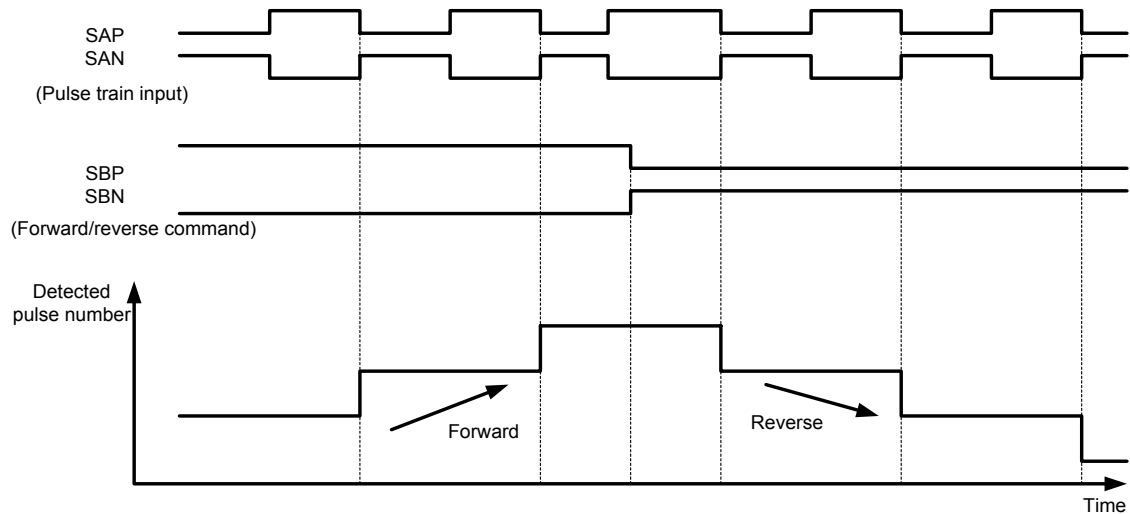 SAP
SAN
(Pulse train input)
SBP
SBN
(Forward/reverse command)
Detected
pulse number
Forward
Reverse
Time